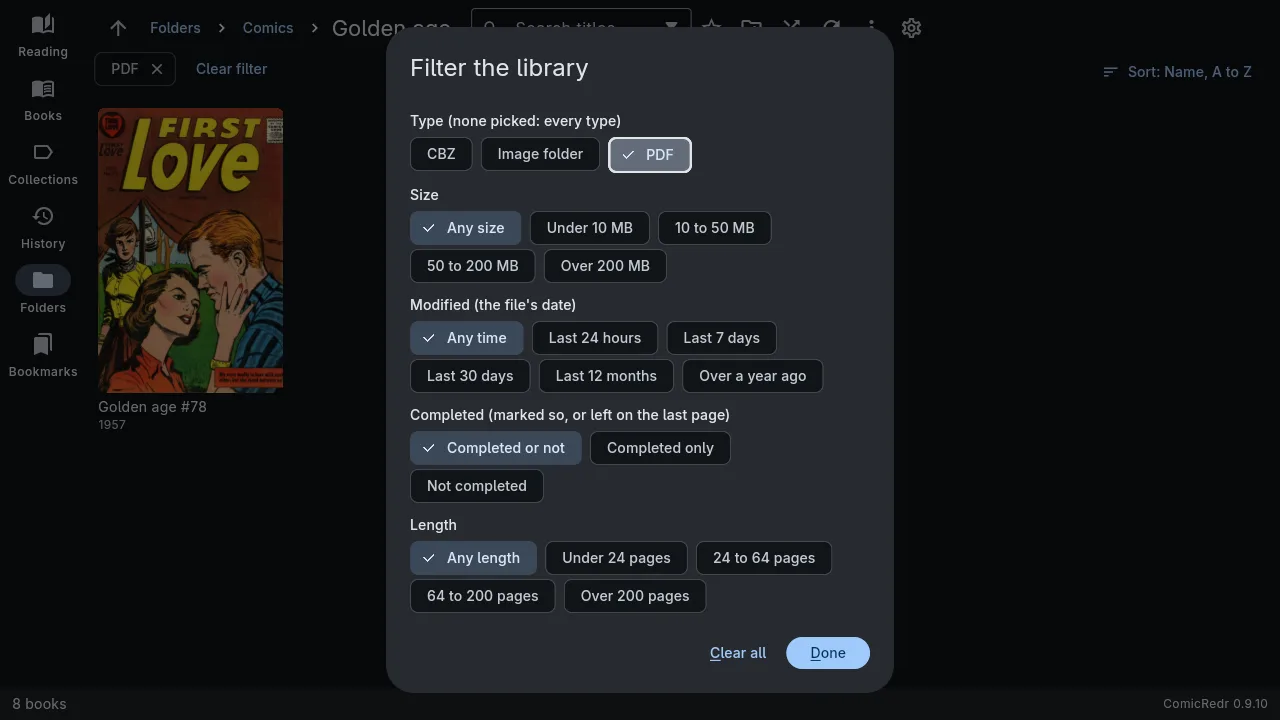 Reading
Folders
Comics
Golden age
Search titles
PDF
Clear filter
Sort: Name, A to Z
Books
Collections
History
Folders
Bookmarks
FIRST
Love
Golden age #78
1957
Filter the library
Type (none picked: every type)
CBZ
Image folder
PDF
Size
Any size
Under 10 MB
10 to 50 MB
50 to 200 MB
Over 200 MB
Modified (the file's date)
Any time
Last 24 hours
Last 7 days
Last 30 days
Last 12 months
Over a year ago
Completed (marked so, or left on the last page)
Completed or not
Completed only
Not completed
Length
Any length
Under 24 pages
24 to 64 pages
64 to 200 pages
Over 200 pages
Clear all
Done
8 books
ComicRedr 0.9.10